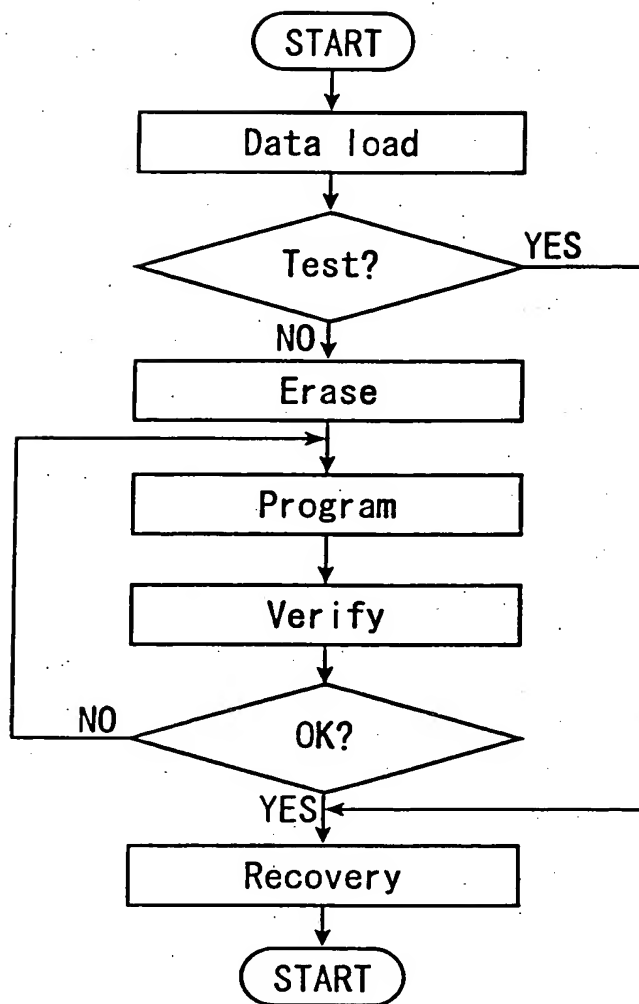 START
Data load
Test?
YES
NO
Erase
Program
Verify
NO
OK?
YES
Recovery
START